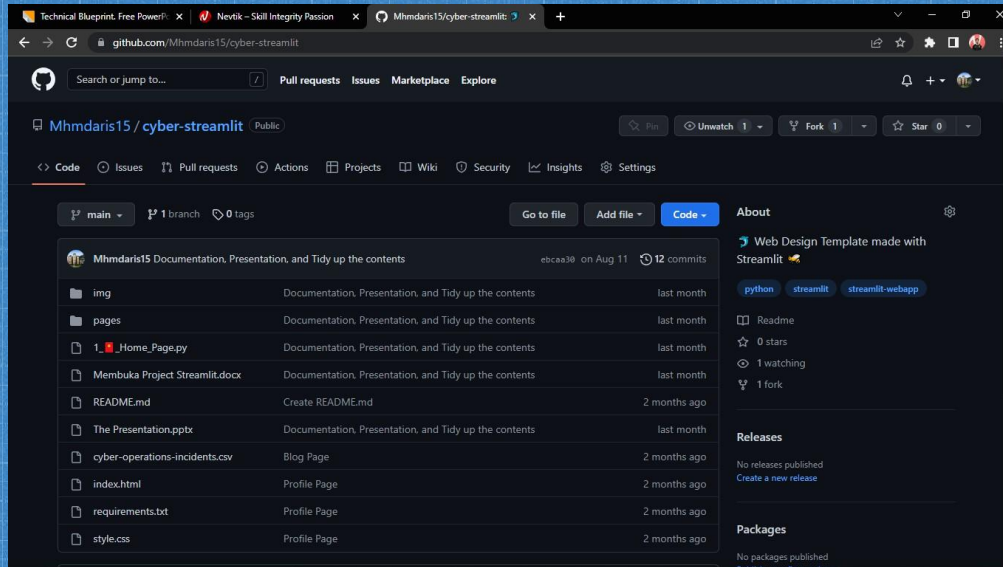 Technical Blueprint. Free PowerP
Nevtik – Skill Integrity Passion
Mhmdaris15/cyber-streamlit:
github.com/Mhmdaris15/cyber-streamlit
Search or jump to...
/
Pull requests Issues Marketplace Explore
Mhmdaris15 / cyber-streamlit Public
Pin Unwatch 1 Fork 1 Star 0
Code Issues Pull requests Actions Projects Wiki Security Insights Settings
main 1 branch 0 tags Go to file Add file Code
Mhmdaris15 Documentation, Presentation, and Tidy up the contents ebcaa30 on Aug 11 12 commits
img Documentation, Presentation, and Tidy up the contents last month
pages Documentation, Presentation, and Tidy up the contents last month
1_🧧_Home_Page.py Documentation, Presentation, and Tidy up the contents last month
Membuka Project Streamlit.docx Documentation, Presentation, and Tidy up the contents last month
README.md Create README.md 2 months ago
The Presentation.pptx Documentation, Presentation, and Tidy up the contents last month
cyber-operations-incidents.csv Blog Page 2 months ago
index.html Profile Page 2 months ago
requirements.txt Profile Page 2 months ago
style.css Profile Page 2 months ago
About
Web Design Template made with
Streamlit
python streamlit streamlit-webapp
Readme
0 stars
1 watching
1 fork
Releases
No releases published
Create a new release
Packages
No packages published